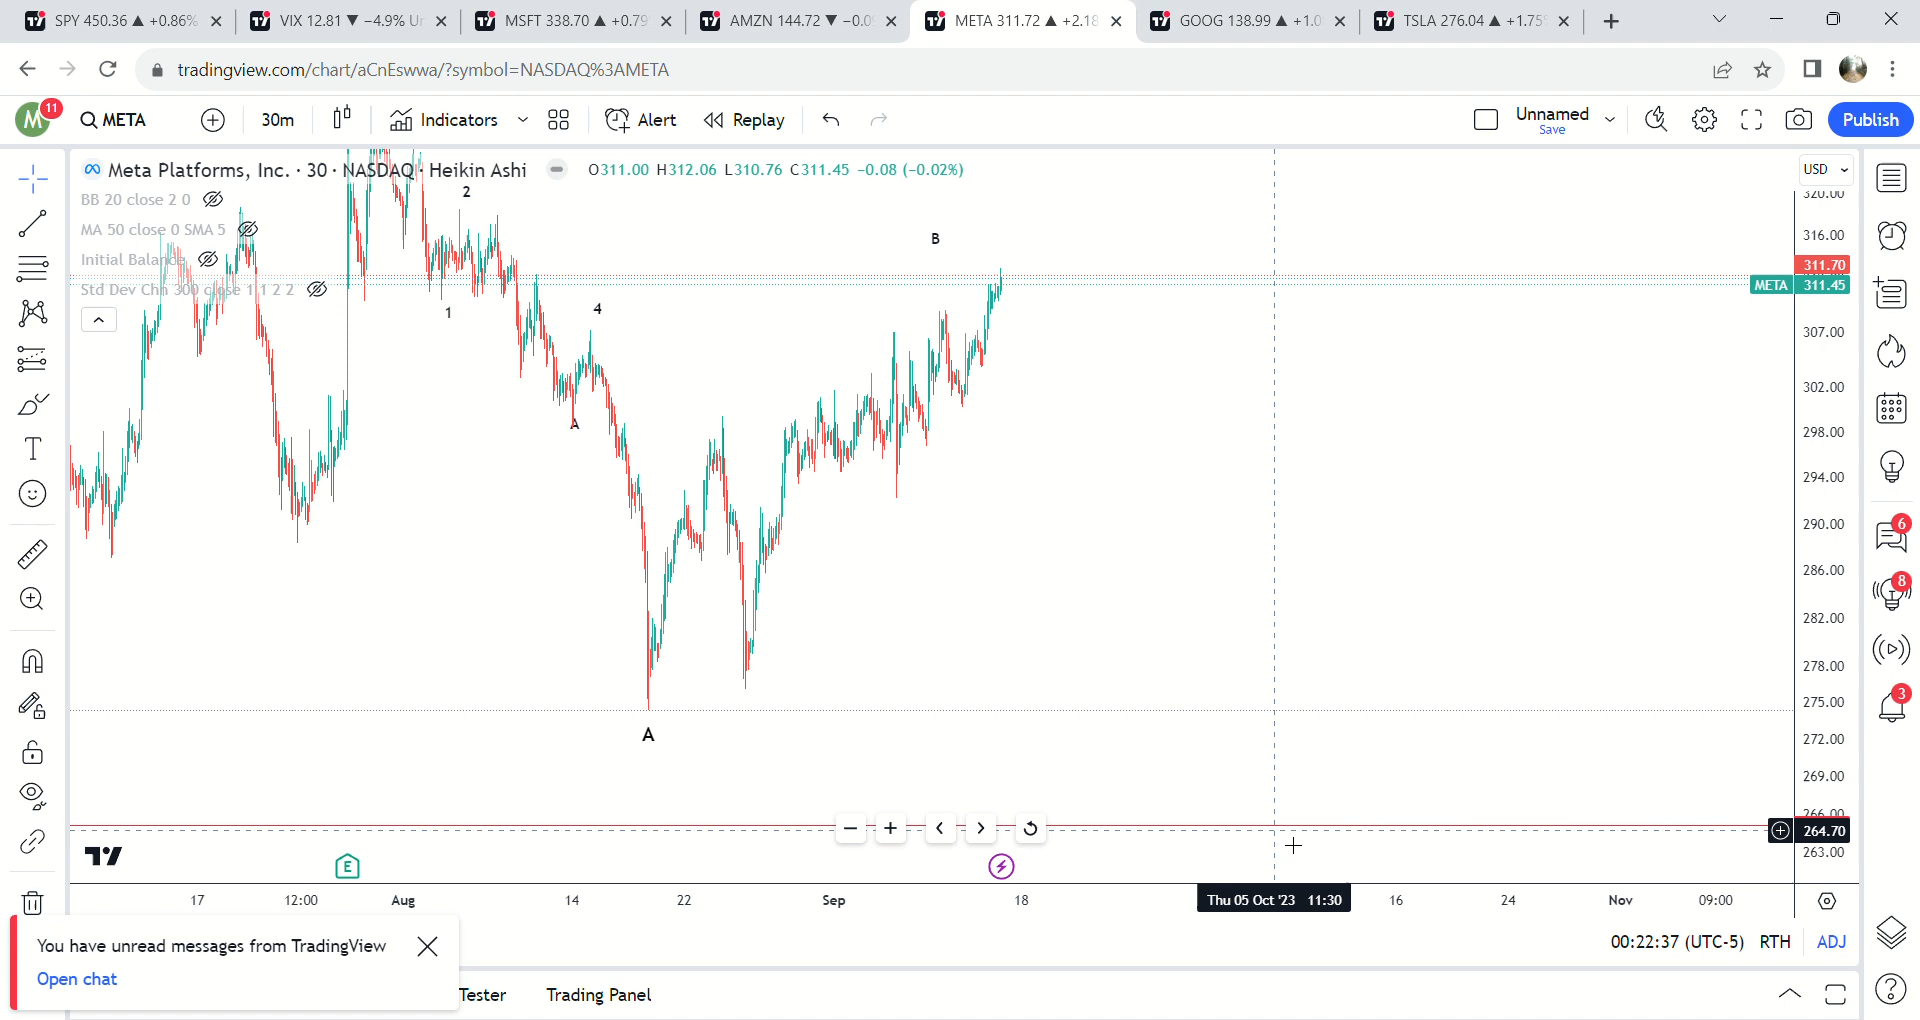 SPY 450.36 ▲ +0.86%
VIX 12.81 ▼ −4.9% Ur
MSFT 338.70 ▲ +0.79
AMZN 144.72 ▼ −0.0
META 311.72 ▲ +2.18
GOOG 138.99 ▲ +1.0
TSLA 276.04 ▲ +1.75
tradingview.com/chart/aCnEswwa/?symbol=NASDAQ%3AMETA
M 11
META
30m
Indicators
Alert
Replay
Unnamed
Save
Publish
Meta Platforms, Inc. · 30 · NASDAQ · Heikin Ashi
O311.00 H312.06 L310.76 C311.45 −0.08 (−0.02%)
USD
BB 20 close 2 0
MA 50 close 0 SMA 5
Initial Balance
Std Dev Chn 300 close 1 1 2 2
2
1
4
A
A
B
320.00
316.00
311.70
META 311.45
307.00
302.00
298.00
294.00
290.00
286.00
282.00
278.00
275.00
272.00
269.00
266.00
264.70
263.00
E
17
12:00
Aug
14
22
Sep
18
Thu 05 Oct '23 11:30
16
24
Nov
09:00
6
8
3
00:22:37 (UTC-5)
RTH
ADJ
You have unread messages from TradingView
Open chat
Tester
Trading Panel